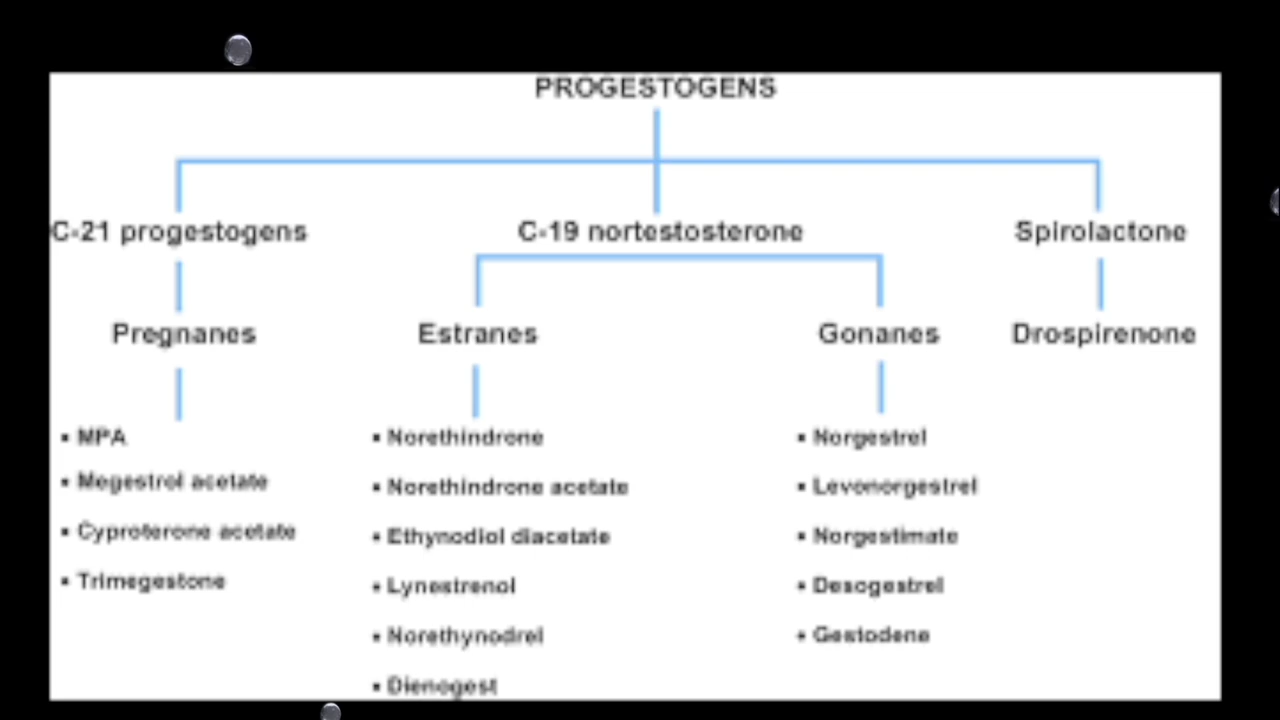 PROGESTOGENS
C-21 progestogens
C-19 nortestosterone
Spirolactone
Pregnanes
Estranes
Gonanes
Drospirenone
▪ MPA
▪ Megestrol acetate
▪ Cyproterone acetate
▪ Trimegestone
▪ Norethindrone
▪ Norethindrone acetate
▪ Ethynodiol diacetate
▪ Lynestrenol
▪ Norethynodrel
▪ Dienogest
▪ Norgestrel
▪ Levonorgestrel
▪ Norgestimate
▪ Desogestrel
▪ Gestodene